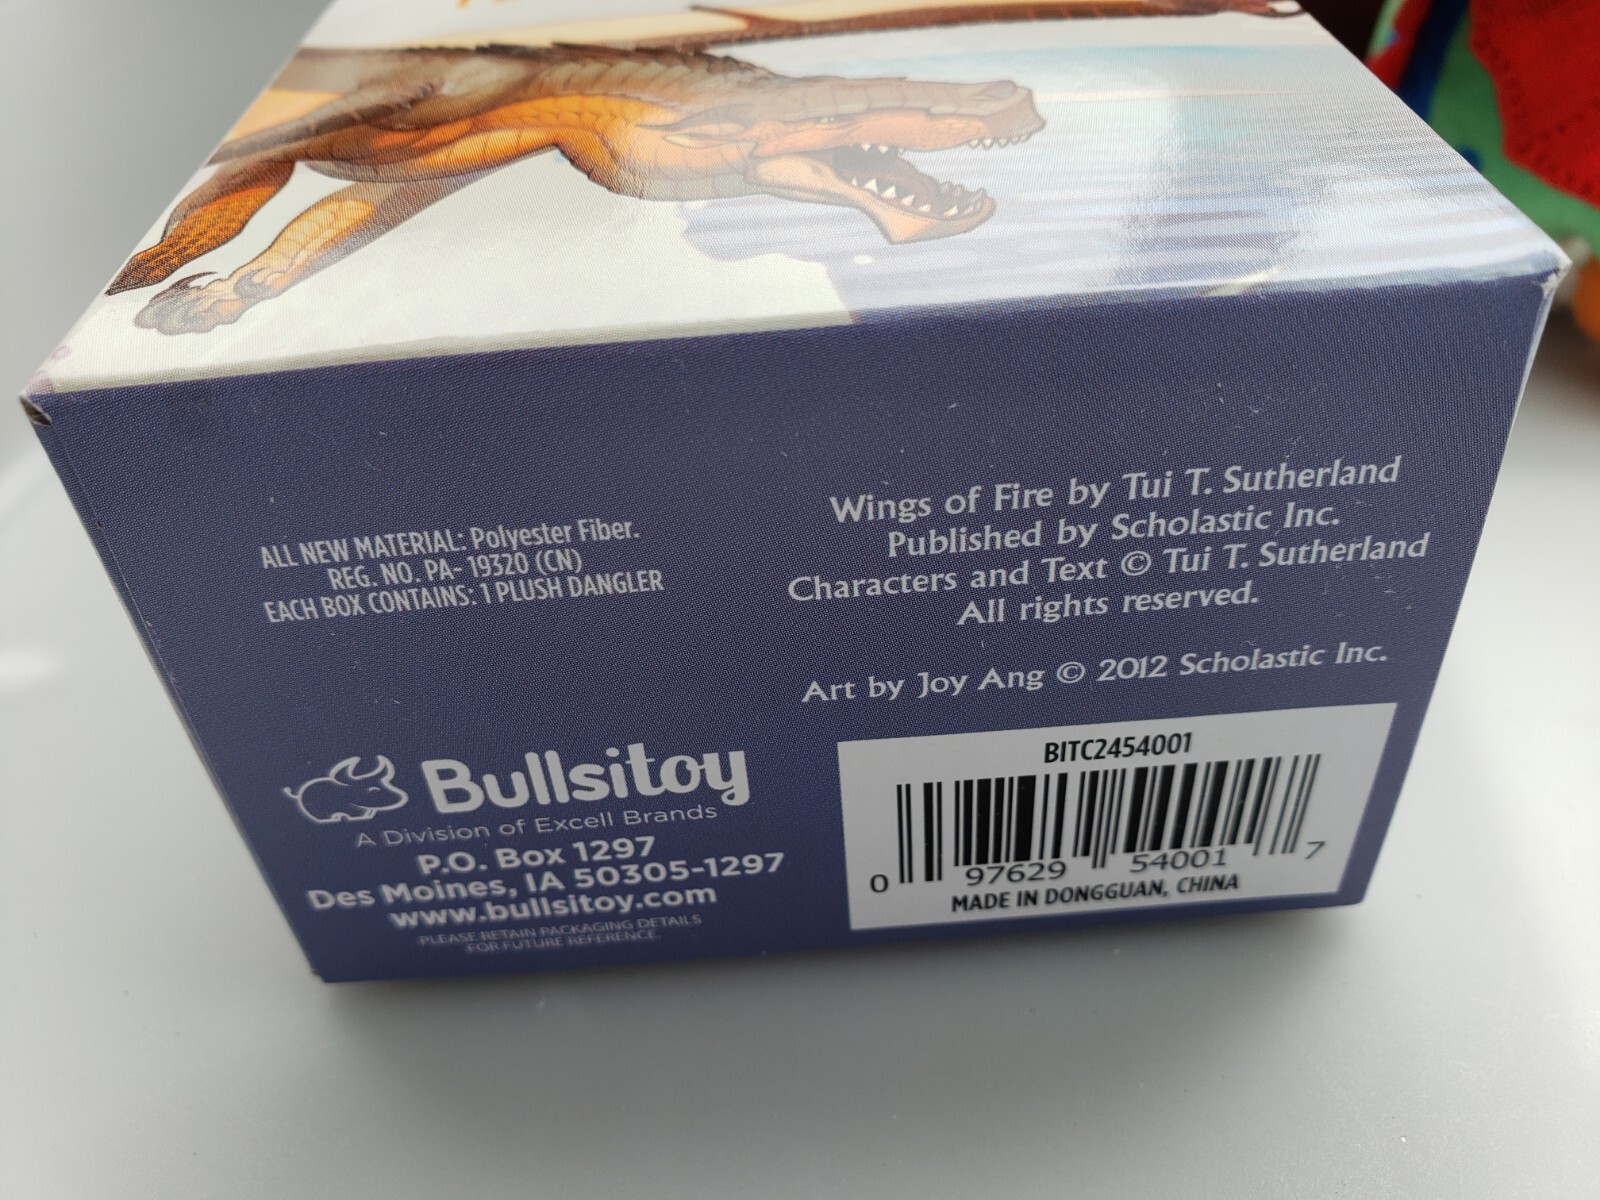 ALL NEW MATERIAL: Polyester Fiber.
REG. NO. PA- 19320 (CN)
EACH BOX CONTAINS: 1 PLUSH DANGLER
Wings of Fire by Tui T. Sutherland
Published by Scholastic Inc.
Characters and Text © Tui T. Sutherland
All rights reserved.
Art by Joy Ang © 2012 Scholastic Inc.
Bullsitoy
A Division of Excell Brands
P.O. Box 1297
Des Moines, IA 50305-1297
www.bullsitoy.com
PLEASE RETAIN PACKAGING DETAILS
FOR FUTURE REFERENCE.
BITC2454001
0 97629 54001 7
MADE IN DONGGUAN, CHINA